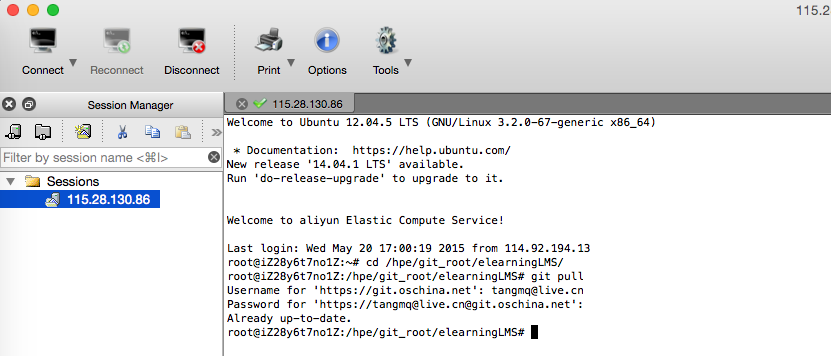 115.2
Connect
Reconnect
Disconnect
Print
Options
Tools
Session Manager
115.28.130.86
Filter by session name <⌘I>
Sessions
115.28.130.86
Welcome to Ubuntu 12.04.5 LTS (GNU/Linux 3.2.0-67-generic x86_64)
* Documentation:  https://help.ubuntu.com/
New release '14.04.1 LTS' available.
Run 'do-release-upgrade' to upgrade to it.
Welcome to aliyun Elastic Compute Service!
Last login: Wed May 20 17:00:19 2015 from 114.92.194.13
root@iZ28y6t7no1Z:~# cd /hpe/git_root/elearningLMS/
root@iZ28y6t7no1Z:/hpe/git_root/elearningLMS# git pull
Username for 'https://git.oschina.net': tangmq@live.cn
Password for 'https://tangmq@live.cn@git.oschina.net':
Already up-to-date.
root@iZ28y6t7no1Z:/hpe/git_root/elearningLMS#